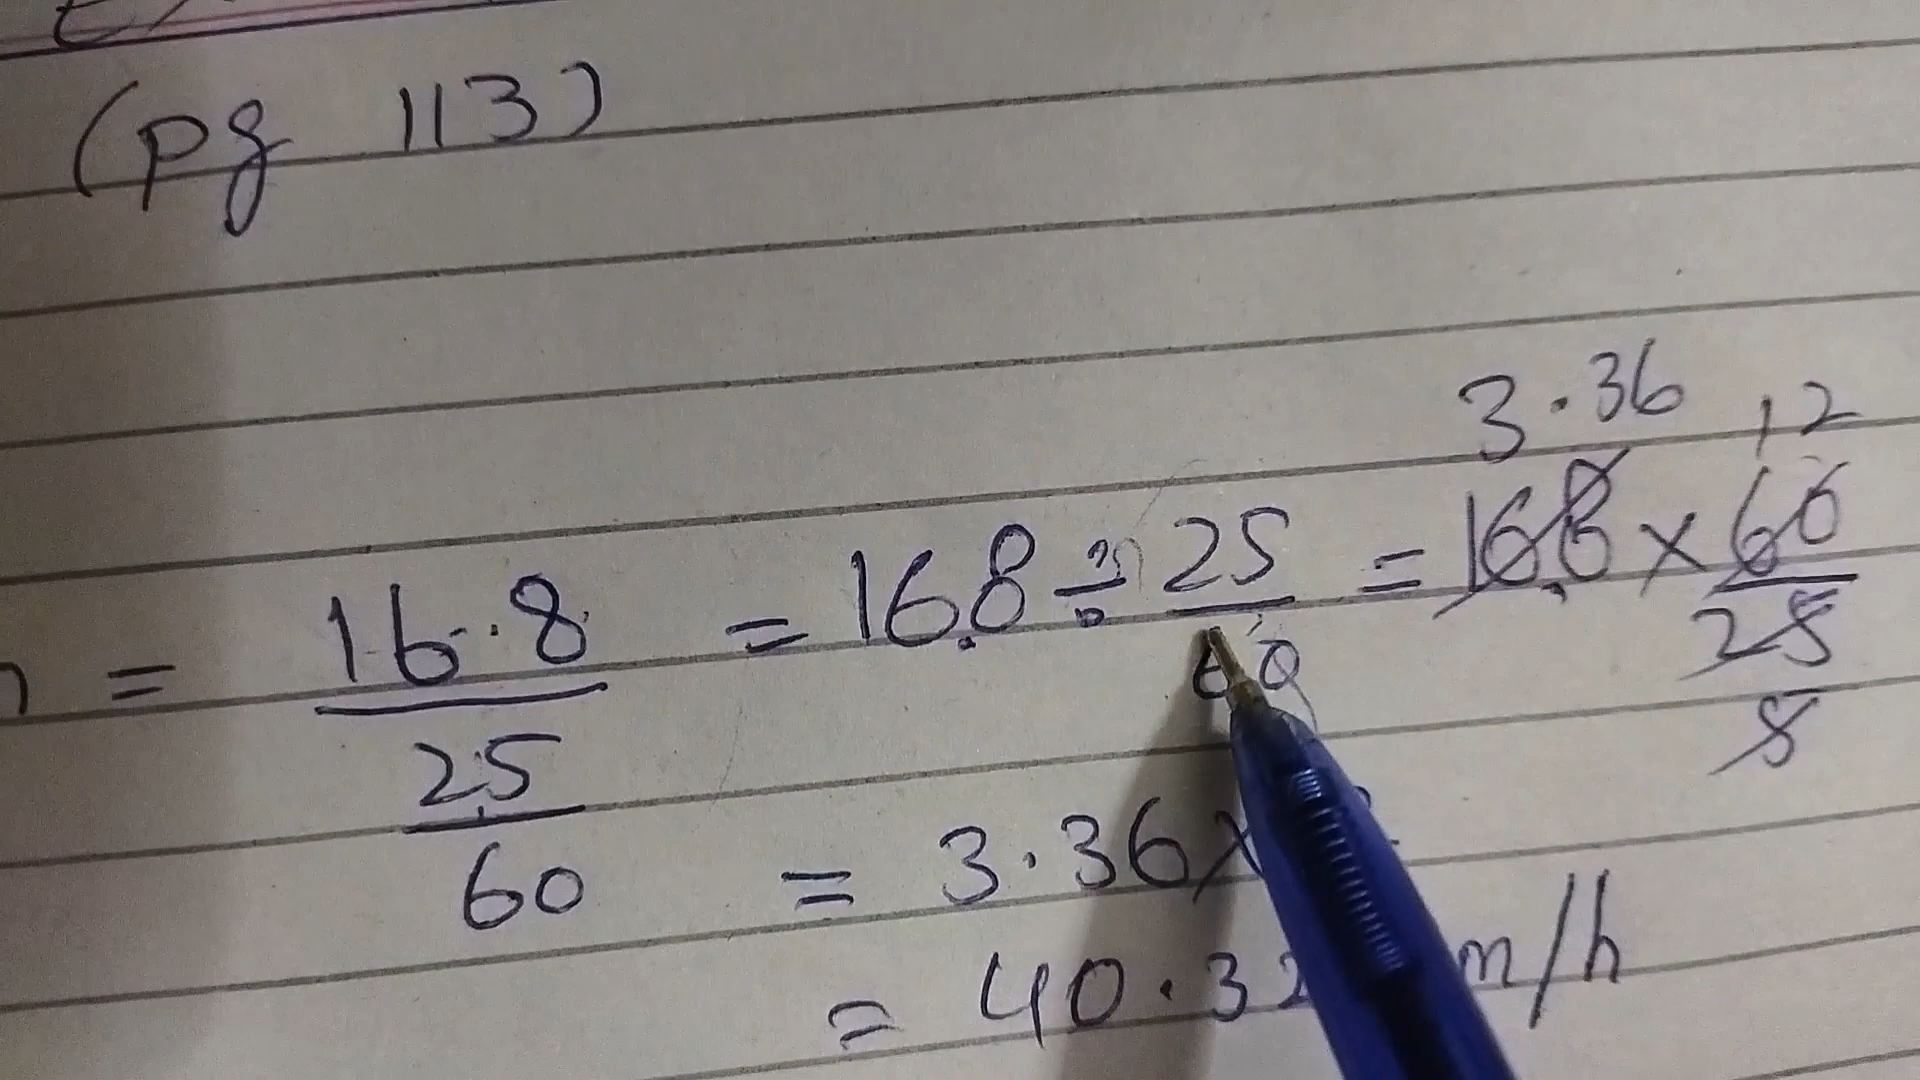 (pg 113)
3.36 12
= 16.8 = 16.8 ÷ 25 = 16.8 × 60
25 60 25
60 5
= 3.36 ×
= 40.32 m/h